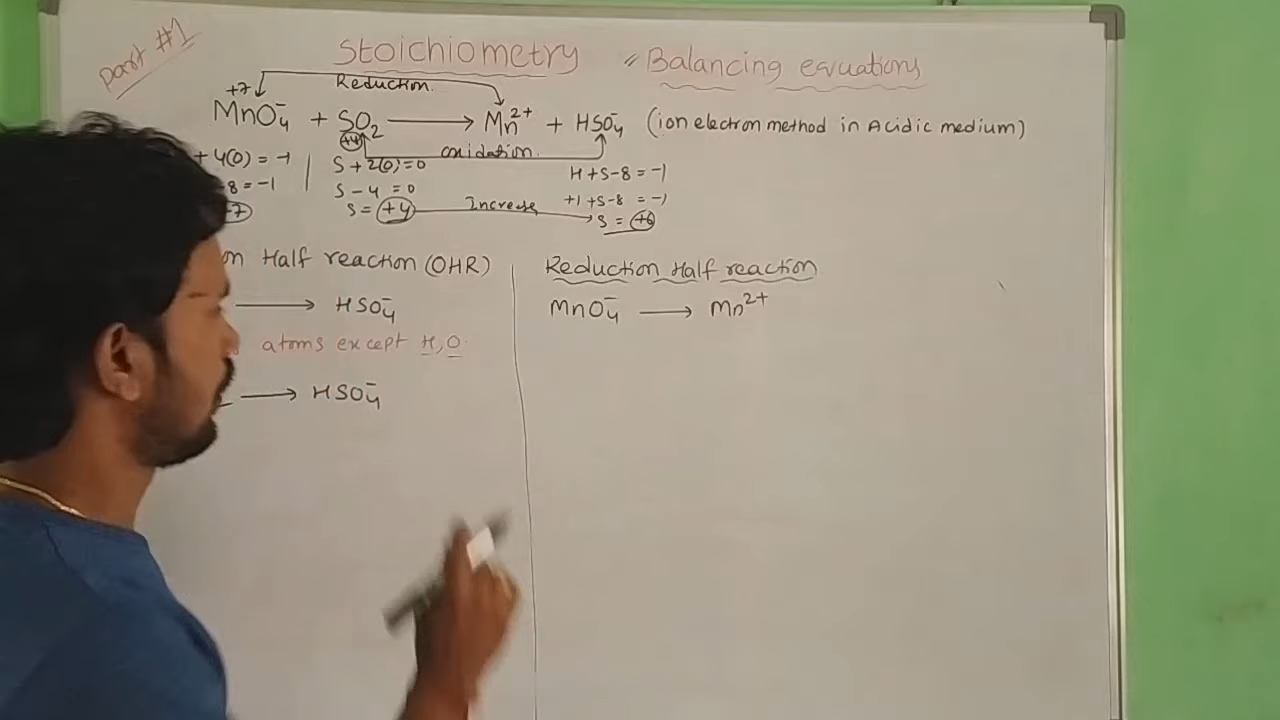 Part #1
Stoichiometry "Balancing equations
+7 Reduction.
MnO₄⁻ + SO₂ ⟶ Mn²⁺ + HSO₄⁻ (ion electron method in Acidic medium)
+4 oxidation.
+ 4(0) = -1 S + 2(0) = 0 H + S - 8 = -1
8 = -1 S - 4 = 0 +1 + S - 8 = -1
+7 S = +4 Increase S = +6
on Half reaction (OHR) Reduction Half reaction
⟶ HSO₄⁻ MnO₄⁻ ⟶ Mn²⁺
atoms except H, O.
⟶ HSO₄⁻